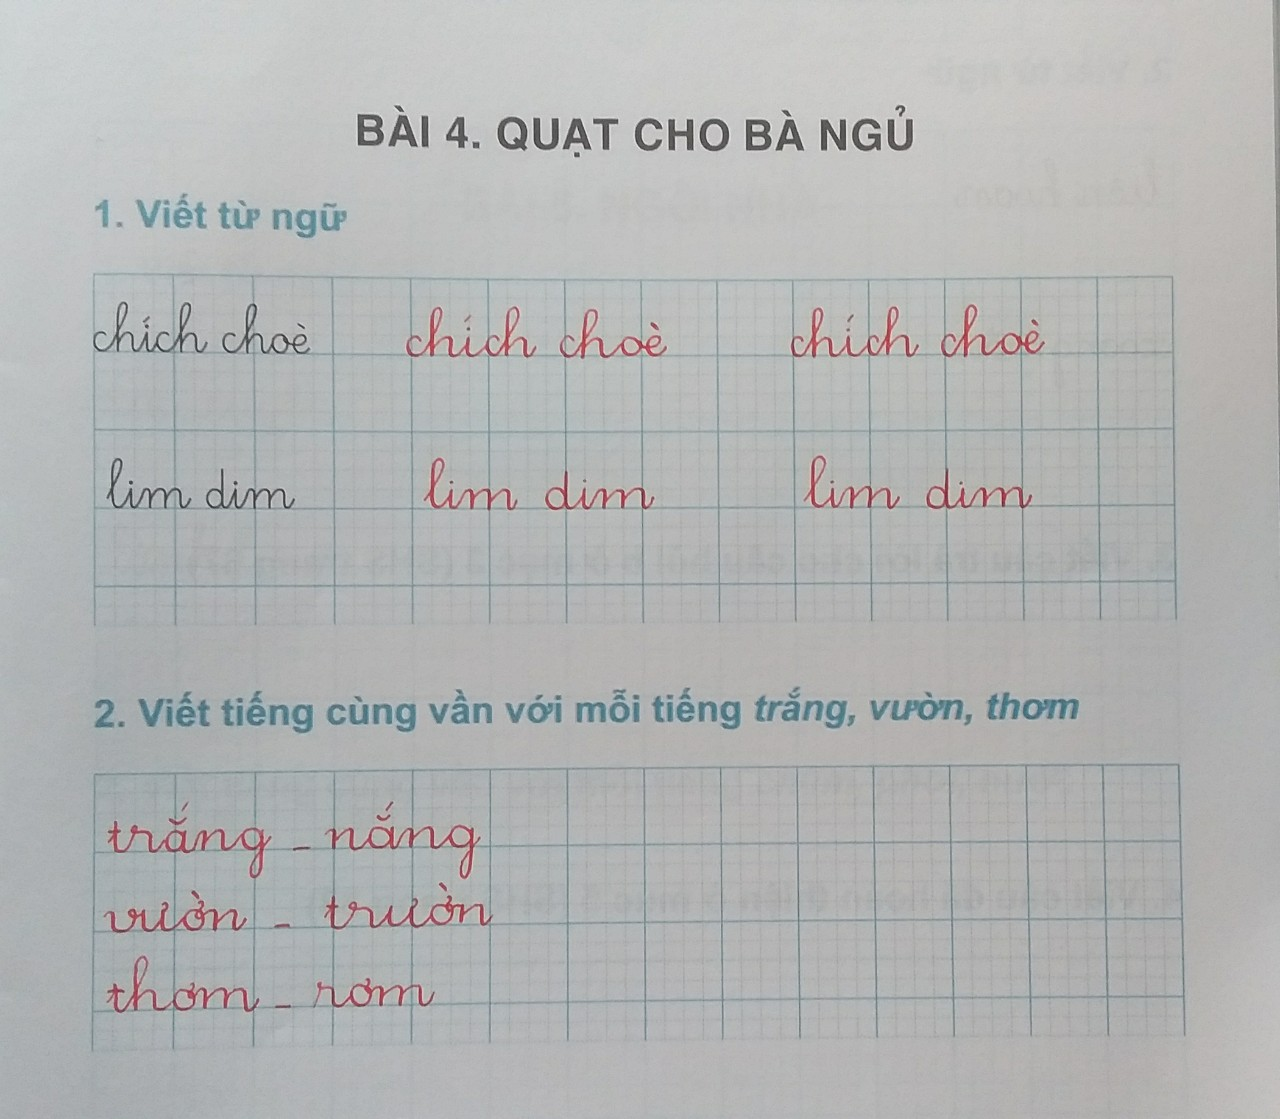 BÀI 4. QUẠT CHO BÀ NGỦ
1. Viết từ ngữ
chích choè chích choè chích choè
lim dim lim dim lim dim
2. Viết tiếng cùng vần với mỗi tiếng trắng, vườn, thơm
trắng - nắng
vườn - trườn
thơm - rơm